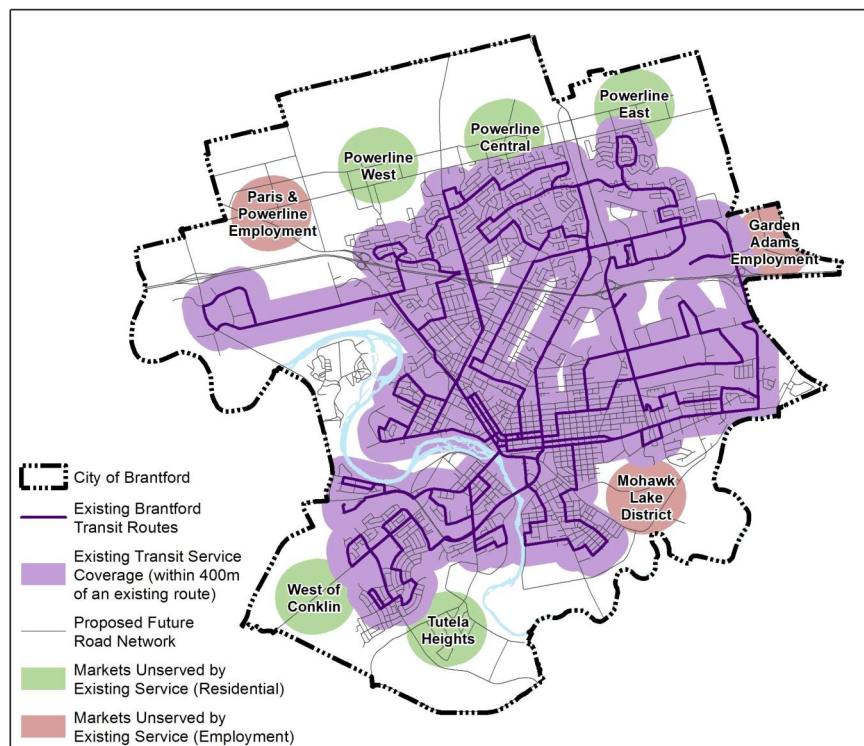 Powerline
East
Powerline
Central
Powerline
West
Paris &
Powerline
Employment
Garden
Adams
Employment
Mohawk
Lake
District
West of
Conklin
Tutela
Heights
City of Brantford
Existing Brantford
Transit Routes
Existing Transit Service
Coverage (within 400m
of an existing route)
Proposed Future
Road Network
Markets Unserved by
Existing Service (Residential)
Markets Unserved by
Existing Service (Employment)